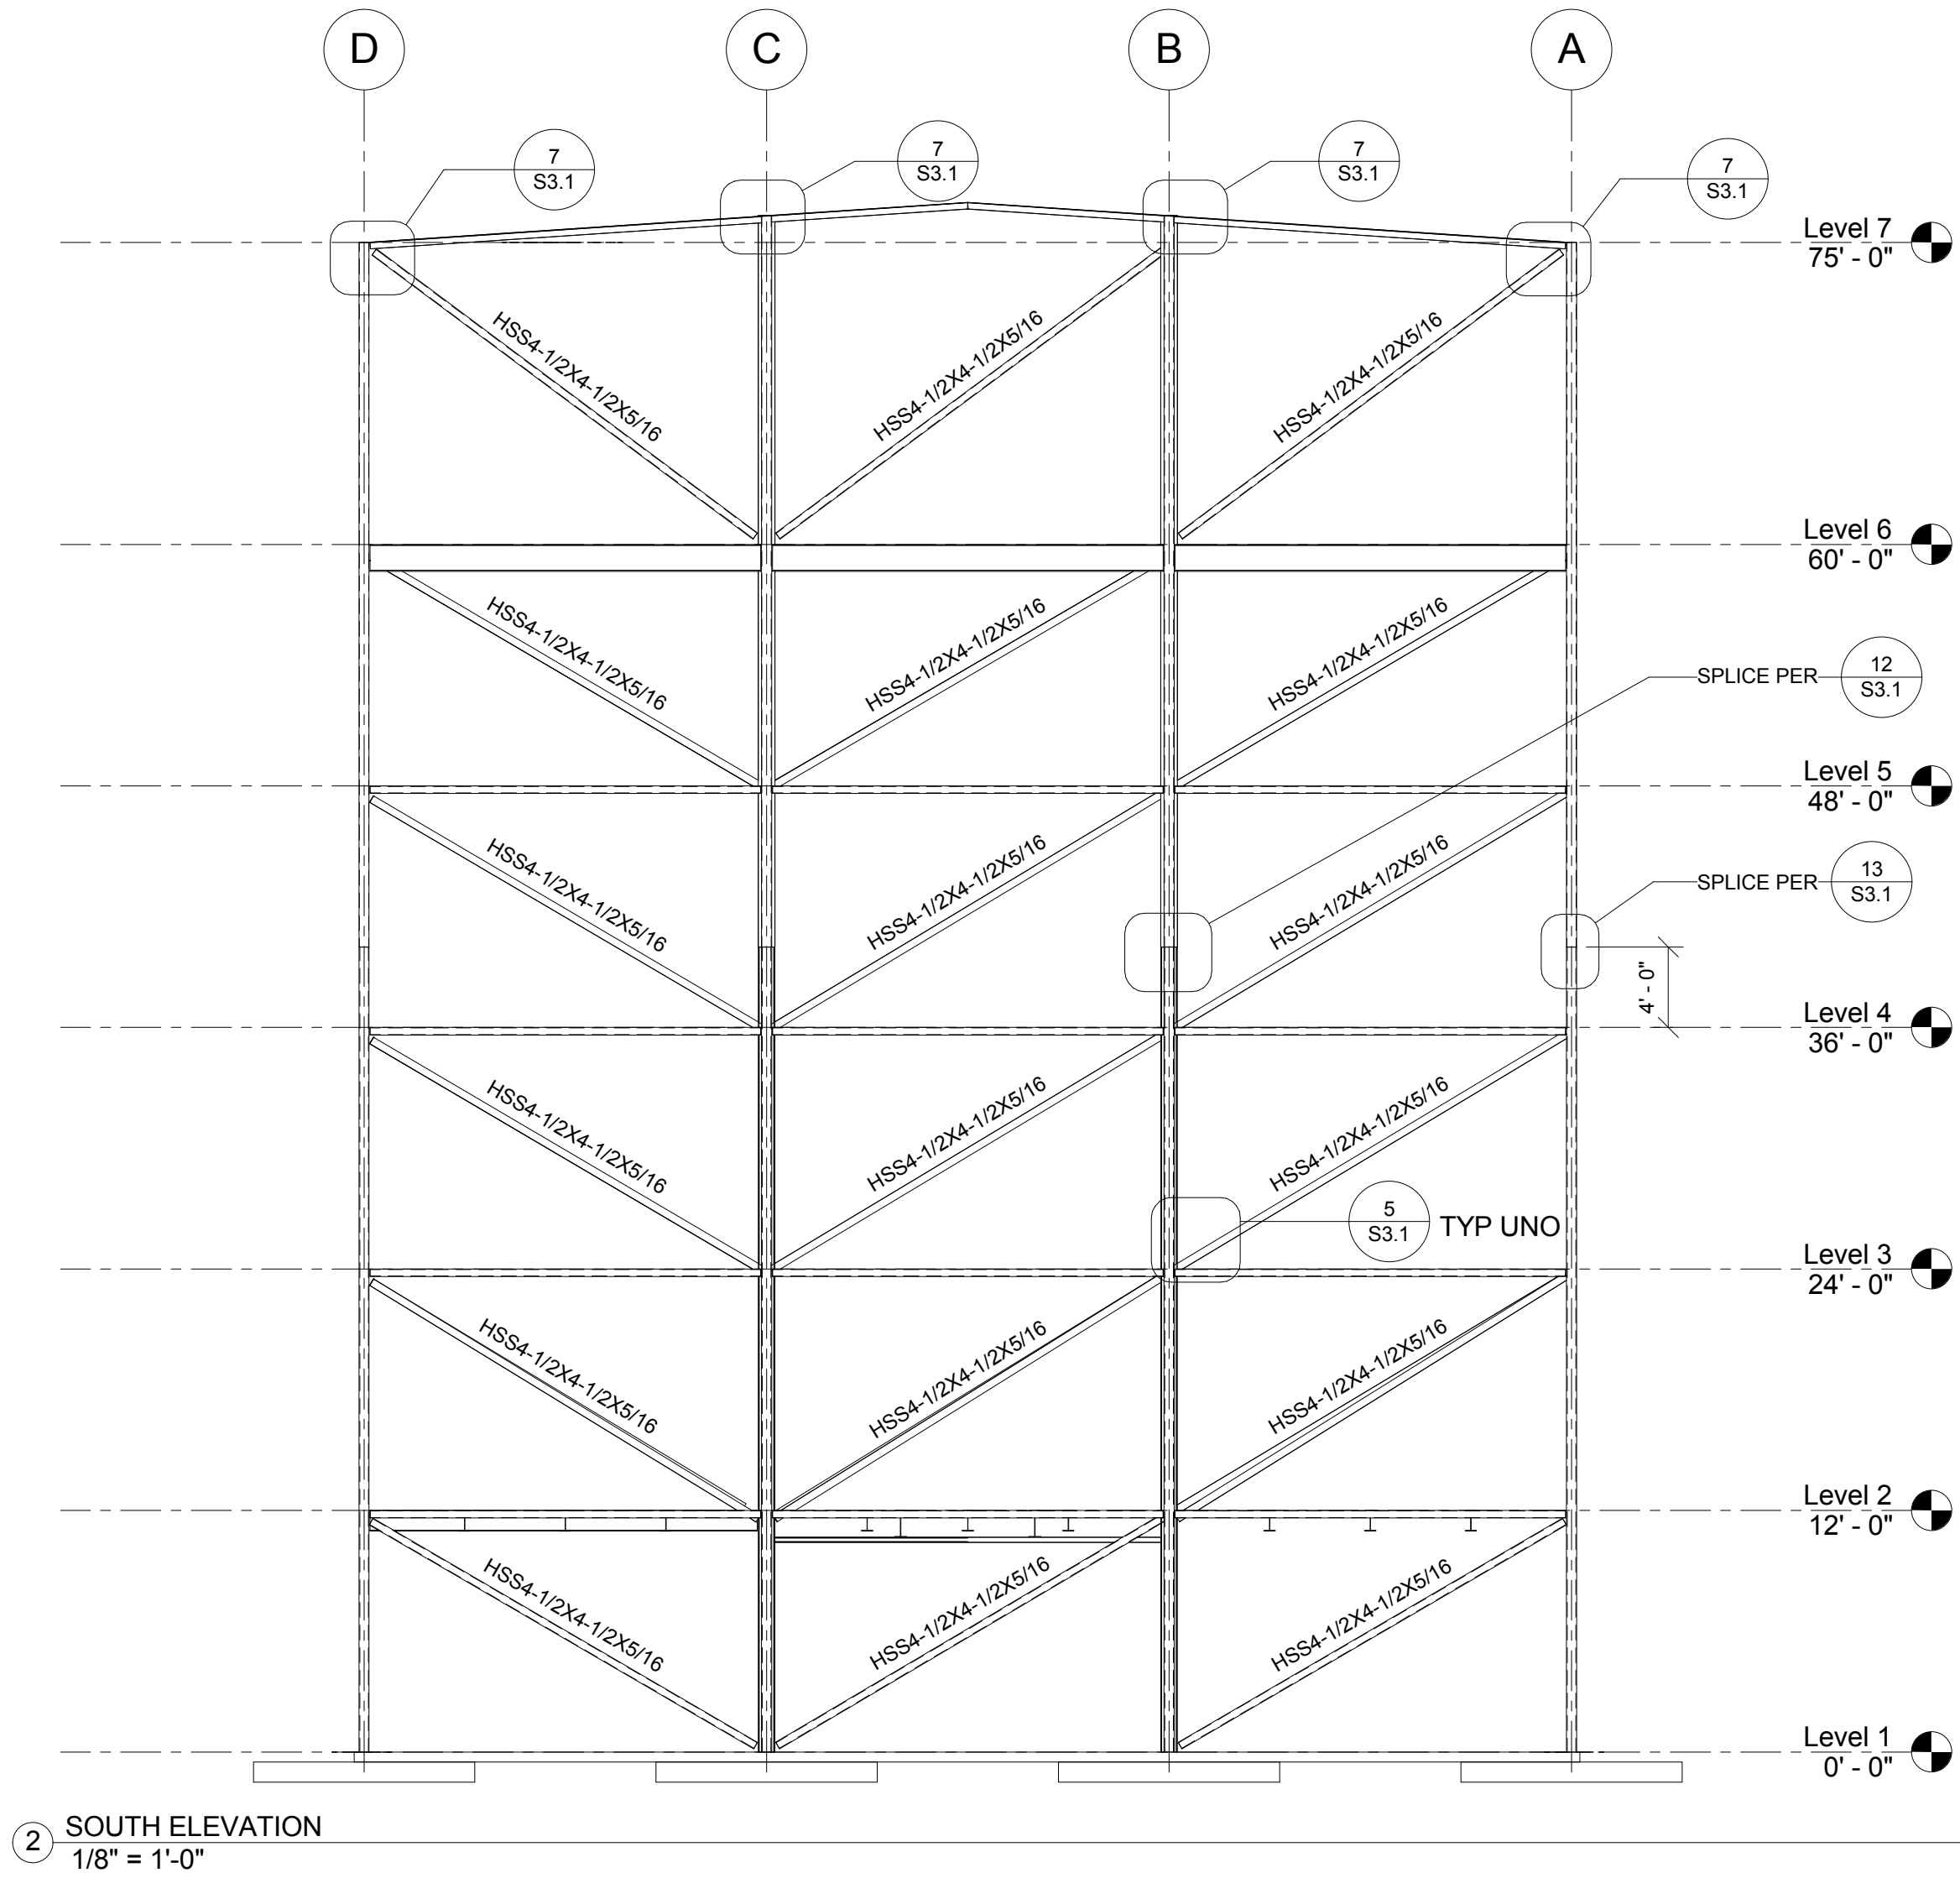 D
C
B
A
7
S3.1
7
S3.1
7
S3.1
7
S3.1
Level 7
75' - 0"
HSS4-1/2X4-1/2X5/16
HSS4-1/2X4-1/2X5/16
HSS4-1/2X4-1/2X5/16
Level 6
60' - 0"
HSS4-1/2X4-1/2X5/16
HSS4-1/2X4-1/2X5/16
HSS4-1/2X4-1/2X5/16
SPLICE PER
12
S3.1
Level 5
48' - 0"
HSS4-1/2X4-1/2X5/16
HSS4-1/2X4-1/2X5/16
HSS4-1/2X4-1/2X5/16
SPLICE PER
13
S3.1
4' - 0"
Level 4
36' - 0"
HSS4-1/2X4-1/2X5/16
HSS4-1/2X4-1/2X5/16
HSS4-1/2X4-1/2X5/16
5
S3.1
TYP UNO
Level 3
24' - 0"
HSS4-1/2X4-1/2X5/16
HSS4-1/2X4-1/2X5/16
HSS4-1/2X4-1/2X5/16
Level 2
12' - 0"
HSS4-1/2X4-1/2X5/16
HSS4-1/2X4-1/2X5/16
HSS4-1/2X4-1/2X5/16
Level 1
0' - 0"
2
SOUTH ELEVATION
1/8" = 1'-0"